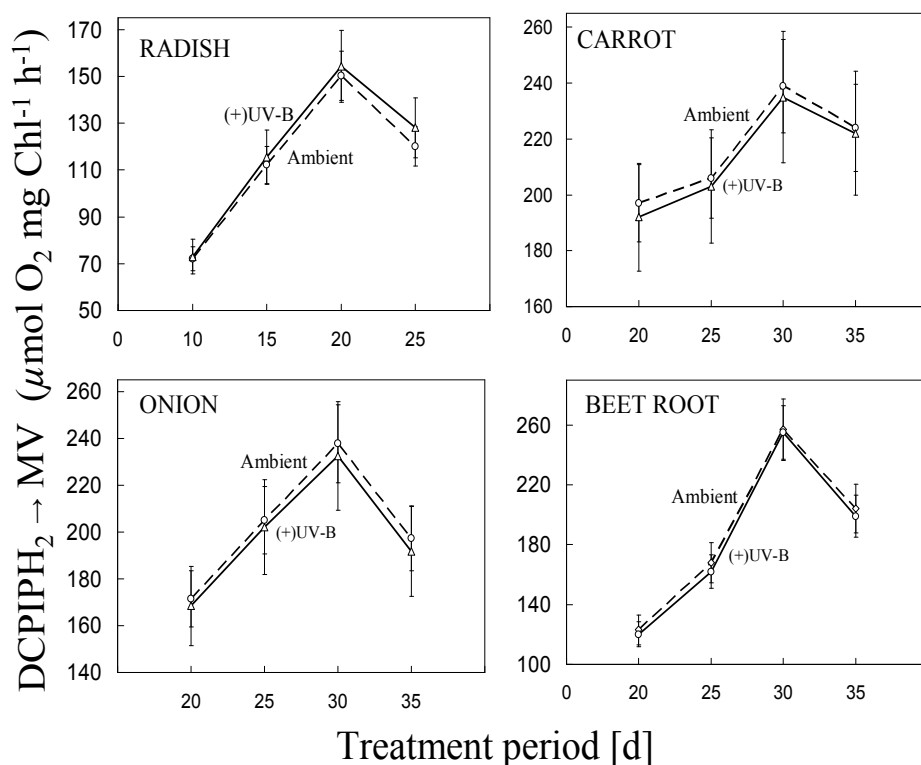 DCPIPH₂ → MV (μmol O₂ mg Chl⁻¹ h⁻¹)
RADISH
170
150
130
110
90
70
50
(+)UV-B
Ambient
0 10 15 20 25
CARROT
260
240
220
200
180
160
Ambient
(+)UV-B
0 20 25 30 35
ONION
260
240
220
200
180
160
140
Ambient
(+)UV-B
0 20 25 30 35
BEET ROOT
260
220
180
140
100
Ambient
(+)UV-B
0 20 25 30 35
Treatment period [d]